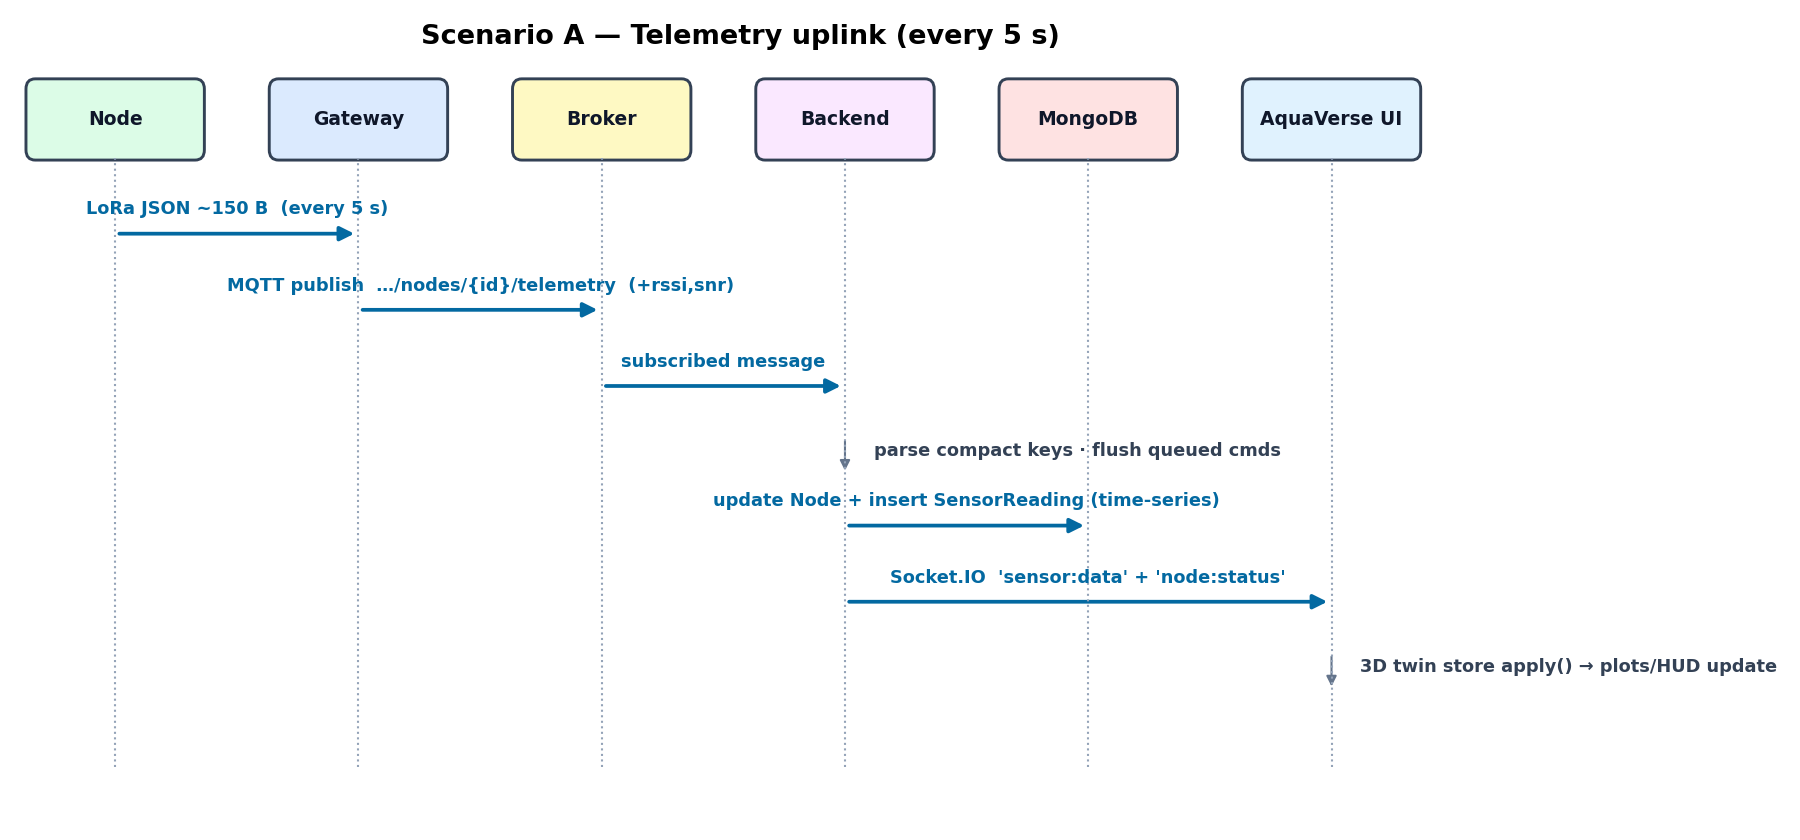 Scenario A — Telemetry uplink (every 5 s)
Node
Gateway
Broker
Backend
MongoDB
AquaVerse UI
LoRa JSON ~150 B  (every 5 s)
MQTT publish  …/nodes/{id}/telemetry  (+rssi,snr)
subscribed message
parse compact keys · flush queued cmds
update Node + insert SensorReading (time-series)
Socket.IO  'sensor:data' + 'node:status'
3D twin store apply() → plots/HUD update